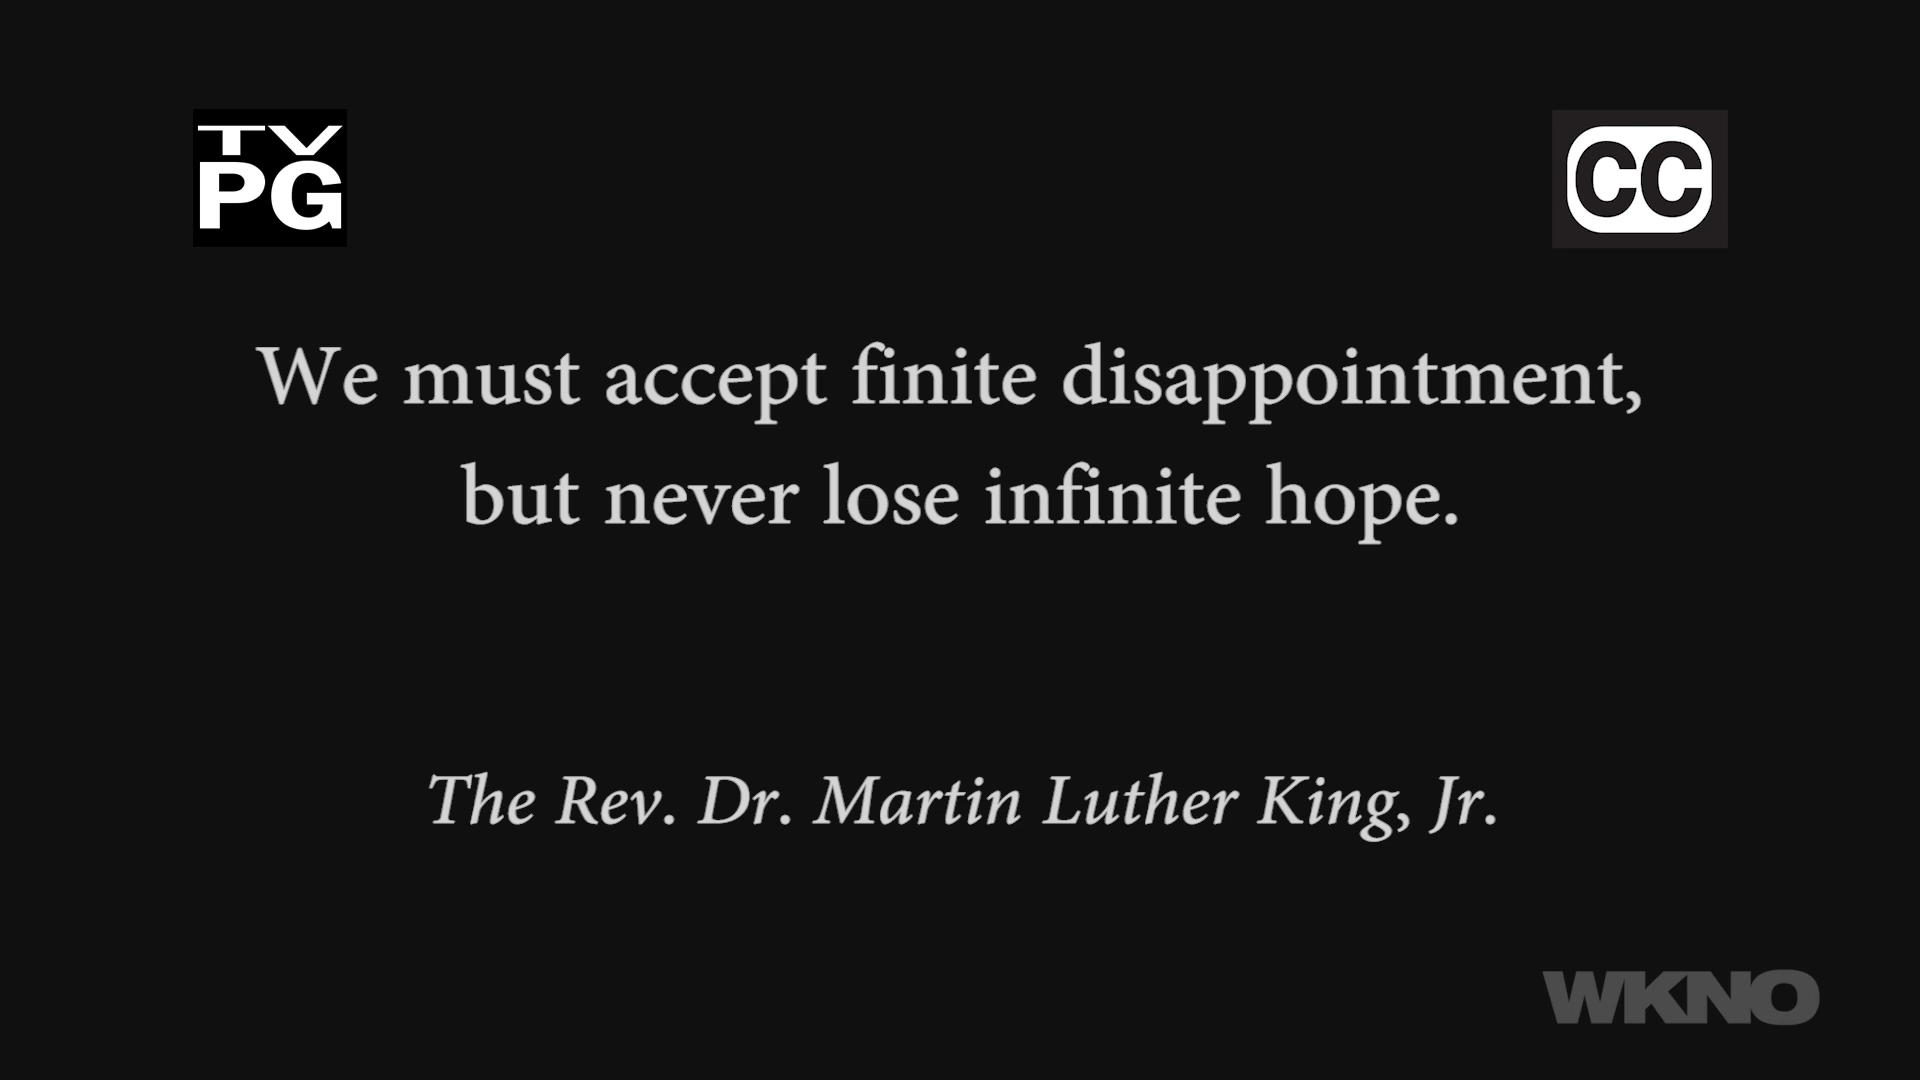 TV
PG
CC
We must accept finite disappointment,
but never lose infinite hope.
The Rev. Dr. Martin Luther King, Jr.
WKNO